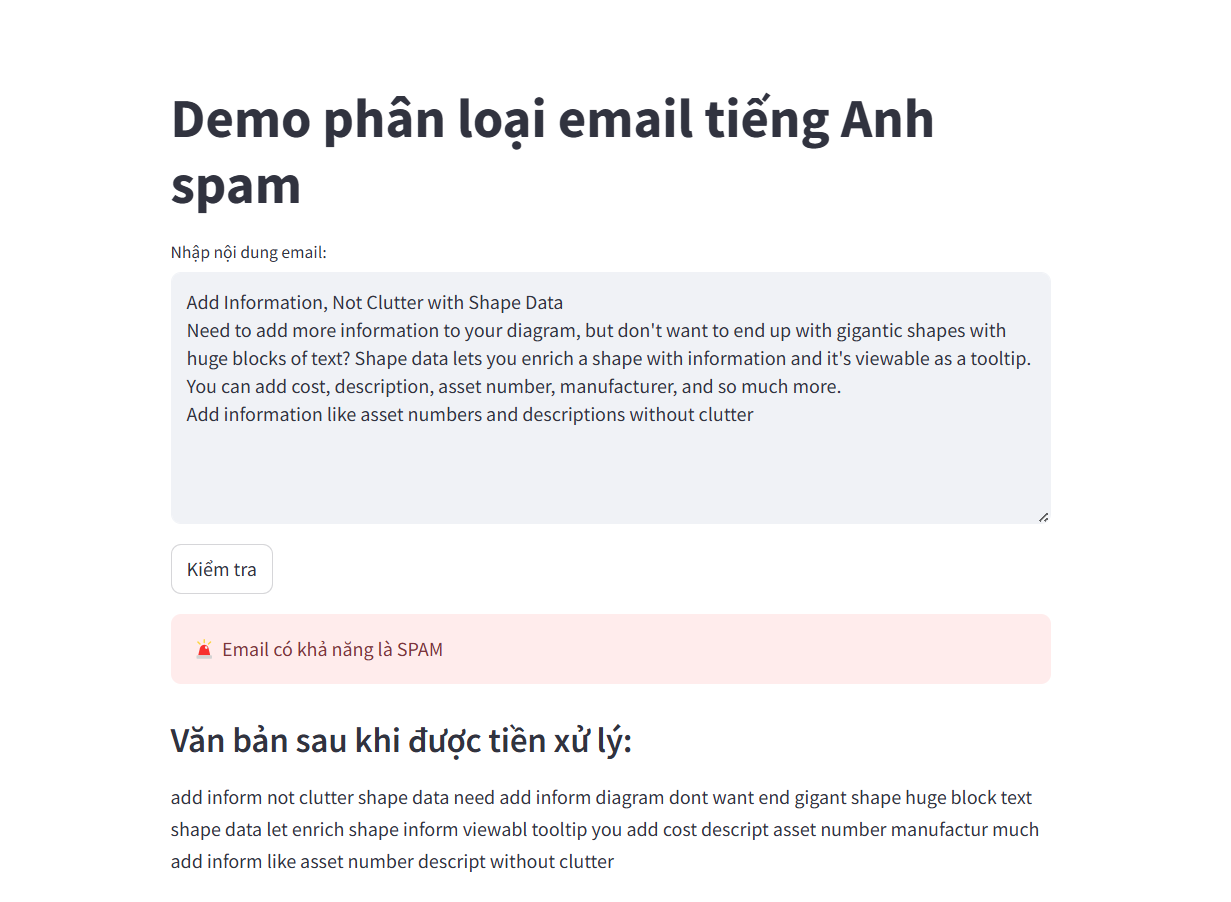 Demo phân loại email tiếng Anh
spam
Nhập nội dung email:
Add Information, Not Clutter with Shape Data
Need to add more information to your diagram, but don't want to end up with gigantic shapes with
huge blocks of text? Shape data lets you enrich a shape with information and it's viewable as a tooltip.
You can add cost, description, asset number, manufacturer, and so much more.
Add information like asset numbers and descriptions without clutter
Kiểm tra
🚨 Email có khả năng là SPAM
Văn bản sau khi được tiền xử lý:
add inform not clutter shape data need add inform diagram dont want end gigant shape huge block text
shape data let enrich shape inform viewabl tooltip you add cost descript asset number manufactur much
add inform like asset number descript without clutter